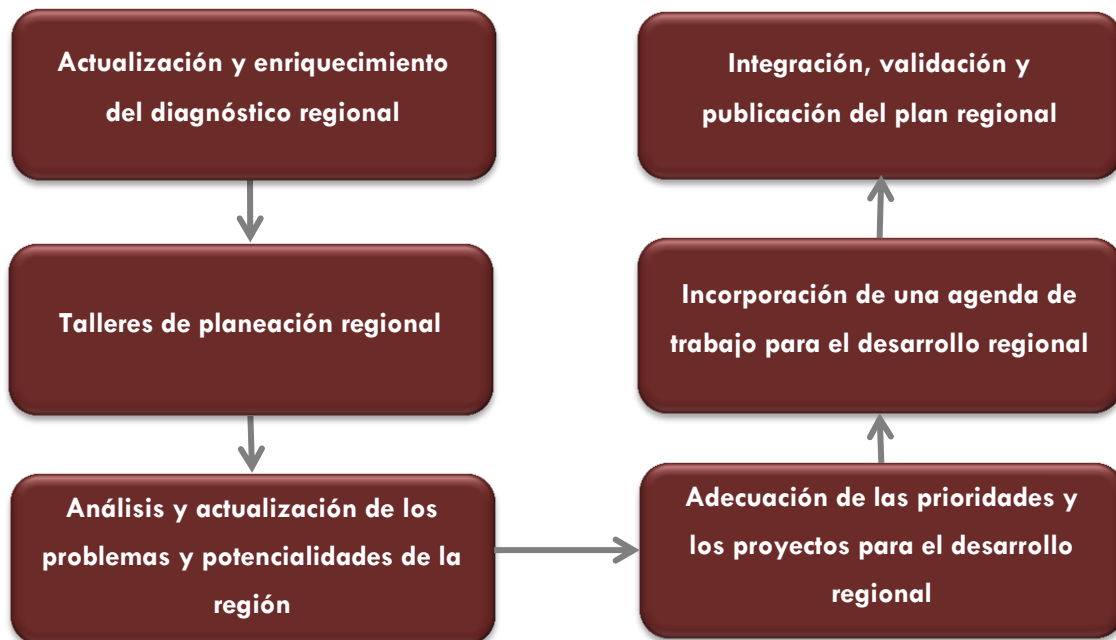 Actualización y enriquecimiento
del diagnóstico regional
Talleres de planeación regional
Análisis y actualización de los
problemas y potencialidades de la
región
Adecuación de las prioridades y
los proyectos para el desarrollo
regional
Incorporación de una agenda de
trabajo para el desarrollo regional
Integración, validación y
publicación del plan regional